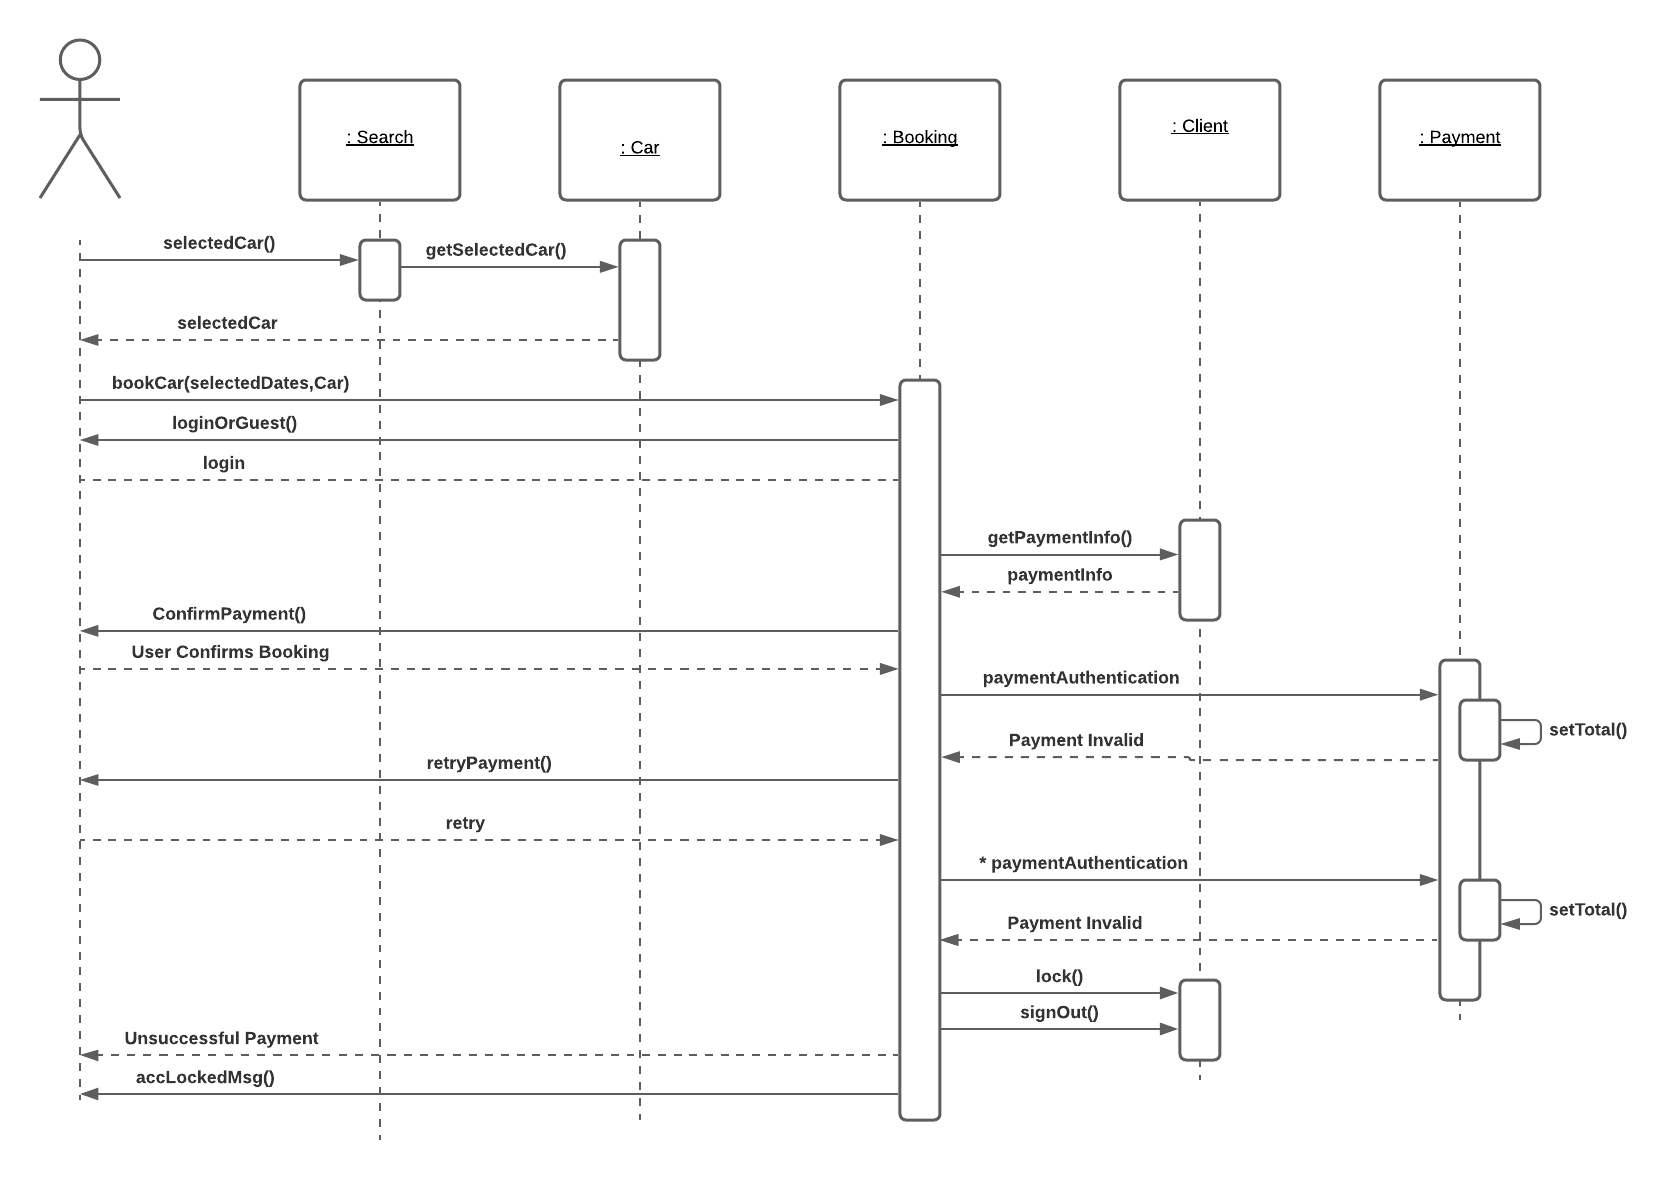 : Search
: Car
: Booking
: Client
: Payment
selectedCar()
getSelectedCar()
selectedCar
bookCar(selectedDates,Car)
loginOrGuest()
login
getPaymentInfo()
paymentInfo
ConfirmPayment()
User Confirms Booking
paymentAuthentication
setTotal()
Payment Invalid
retryPayment()
retry
* paymentAuthentication
setTotal()
Payment Invalid
lock()
signOut()
Unsuccessful Payment
accLockedMsg()